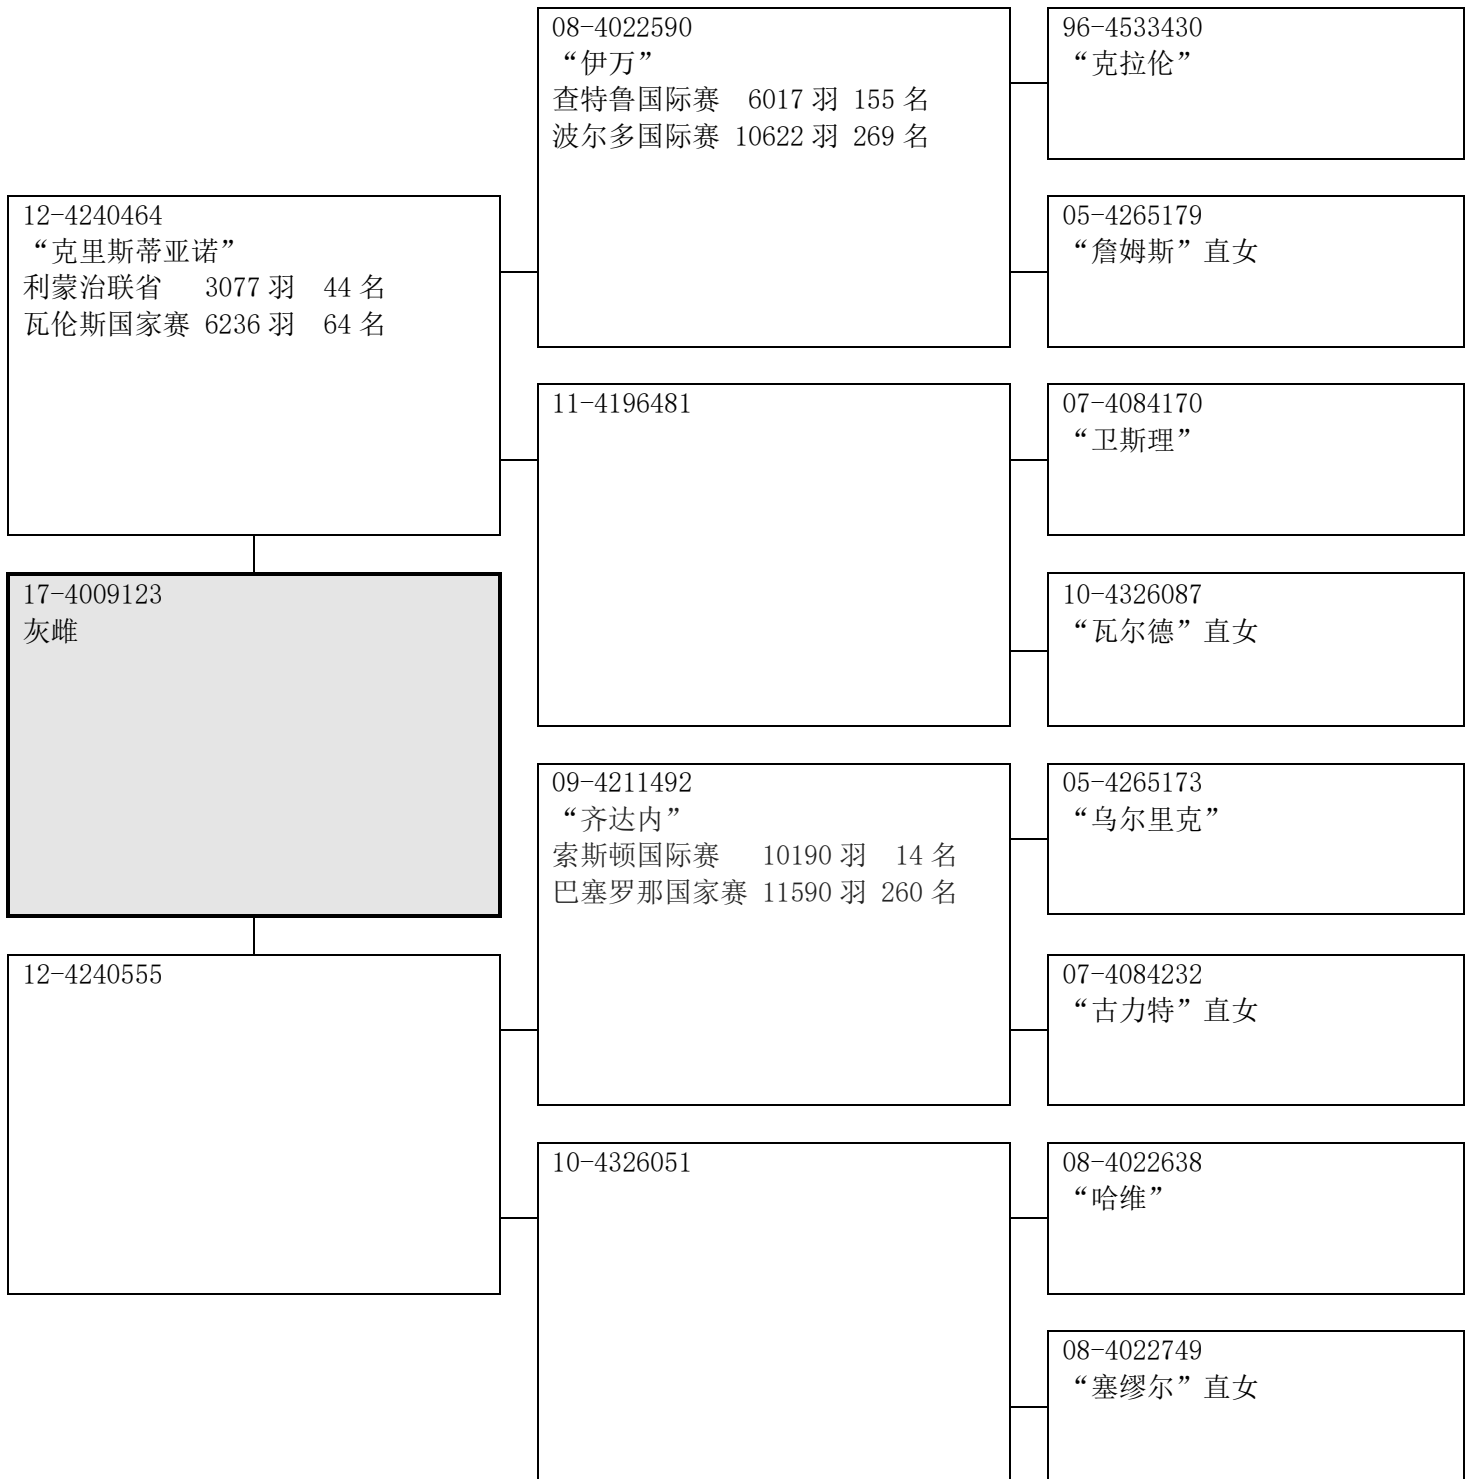 12-4240464
“克里斯蒂亚诺”
利蒙治联省 3077 羽 44 名
瓦伦斯国家赛 6236 羽 64 名
17-4009123
灰雌
12-4240555
08-4022590
“伊万”
查特鲁国际赛 6017 羽 155 名
波尔多国际赛 10622 羽 269 名
11-4196481
09-4211492
“齐达内”
索斯顿国际赛 10190 羽 14 名
巴塞罗那国家赛 11590 羽 260 名
10-4326051
96-4533430
“克拉伦”
05-4265179
“詹姆斯”直女
07-4084170
“卫斯理”
10-4326087
“瓦尔德”直女
05-4265173
“乌尔里克”
07-4084232
“古力特”直女
08-4022638
“哈维”
08-4022749
“塞缪尔”直女